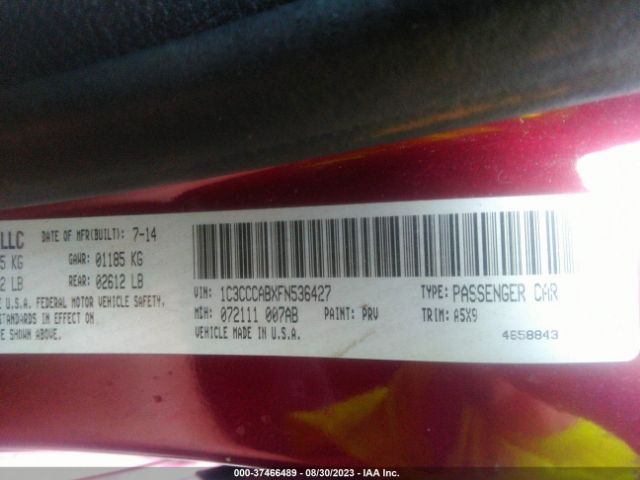 LLC DATE OF MFR(BUILT): 7-14
5 KG GAWR: 01185 KG
2 LB REAR: 02612 LB
E U.S.A. FEDERAL MOTOR VEHICLE SAFETY,
STANDARDS IN EFFECT ON
E SHOWN ABOVE.
VIN: 1C3CCCABXFN536427 TYPE: PASSENGER CAR
MDH: 072111 007AB PAINT: PRV TRIM: A5X9
VEHICLE MADE IN U.S.A. 4658843
000-37466489 - 08/30/2023 - IAA Inc.